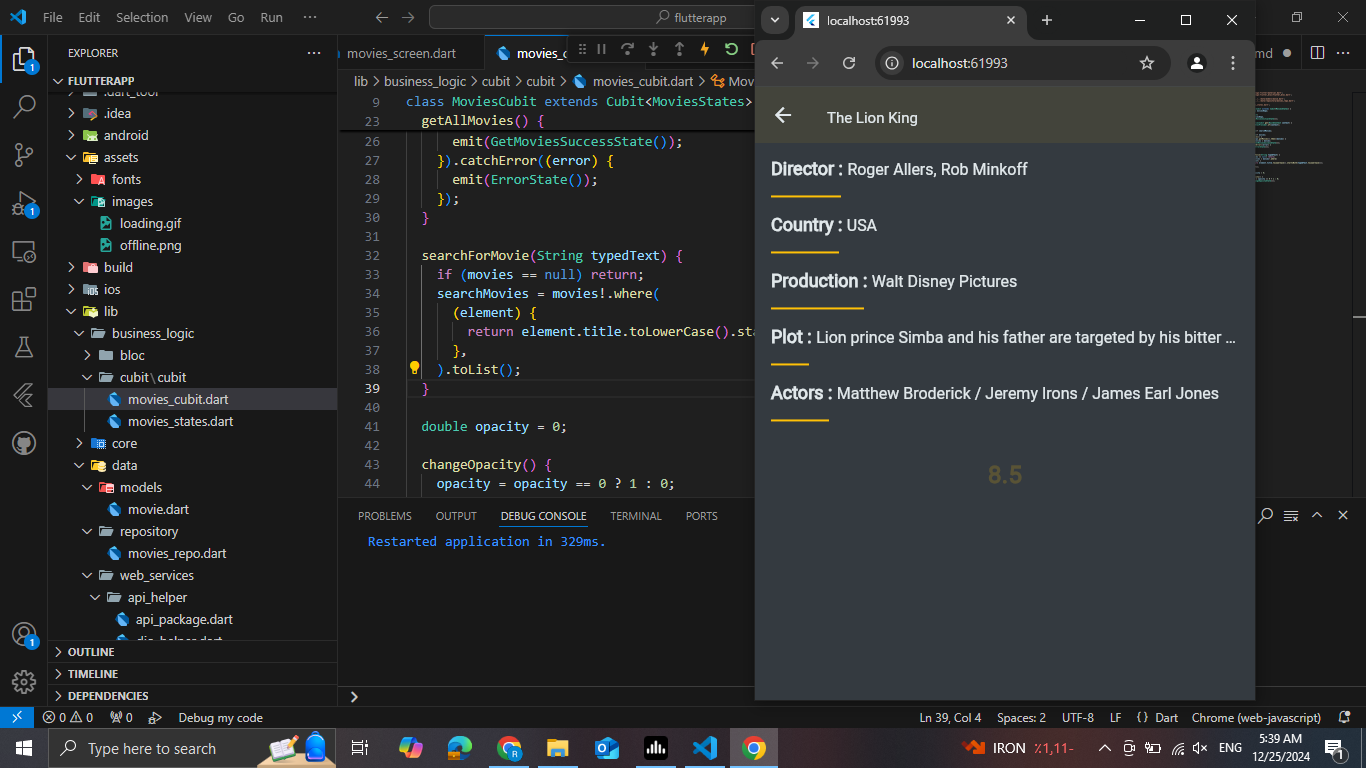 File Edit Selection View Go Run ···
flutterapp
EXPLORER
FLUTTERAPP
.dart_tool
.idea
android
assets
fonts
images
loading.gif
offline.png
build
ios
lib
business_logic
bloc
cubit\cubit
movies_cubit.dart
movies_states.dart
core
data
models
movie.dart
repository
movies_repo.dart
web_services
api_helper
api_package.dart
OUTLINE
TIMELINE
DEPENDENCIES
movies_screen.dart
movies_c
lib > business_logic > cubit > cubit > movies_cubit.dart > Mov
9 class MoviesCubit extends Cubit<MoviesStates>
23 getAllMovies() {
26 emit(GetMoviesSuccessState());
27 }).catchError((error) {
28 emit(ErrorState());
29 });
30 }
31
32 searchForMovie(String typedText) {
33 if (movies == null) return;
34 searchMovies = movies!.where(
35 (element) {
36 return element.title.toLowerCase().sta
37 },
38 ).toList();
39 }
40
41 double opacity = 0;
42
43 changeOpacity() {
44 opacity = opacity == 0 ? 1 : 0;
PROBLEMS OUTPUT DEBUG CONSOLE TERMINAL PORTS
Restarted application in 329ms.
localhost:61993
localhost:61993
The Lion King
Director : Roger Allers, Rob Minkoff
Country : USA
Production : Walt Disney Pictures
Plot : Lion prince Simba and his father are targeted by his bitter ...
Actors : Matthew Broderick / Jeremy Irons / James Earl Jones
8.5
md
1
1
1
0 0 0 Debug my code
Ln 39, Col 4 Spaces: 2 UTF-8 LF {} Dart Chrome (web-javascript)
Type here to search
IRON ٪1,11-
ENG
5:39 AM
12/25/2024
1